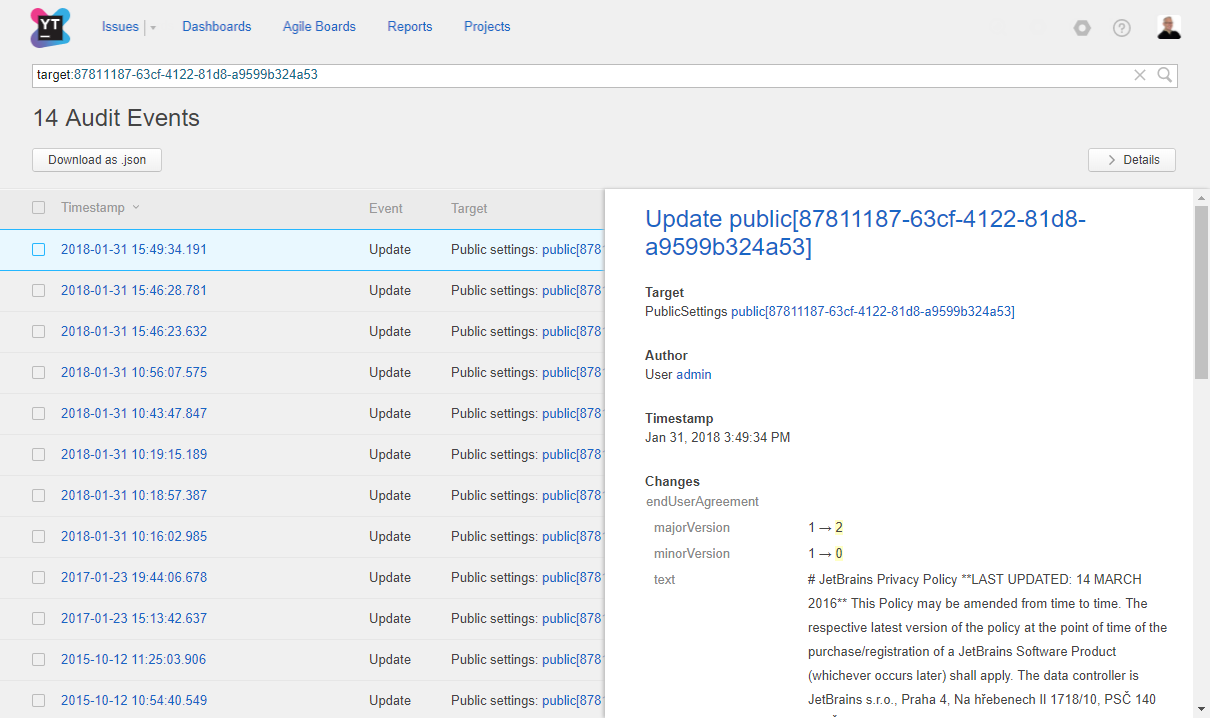 YT
Issues Dashboards Agile Boards Reports Projects
?
target:87811187-63cf-4122-81d8-a9599b324a53
14 Audit Events
Download as .json
Details
Timestamp Event Target
2018-01-31 15:49:34.191 Update Public settings: public[8781
2018-01-31 15:46:28.781 Update Public settings: public[8781
2018-01-31 15:46:23.632 Update Public settings: public[8781
2018-01-31 10:56:07.575 Update Public settings: public[8781
2018-01-31 10:43:47.847 Update Public settings: public[8781
2018-01-31 10:19:15.189 Update Public settings: public[8781
2018-01-31 10:18:57.387 Update Public settings: public[8781
2018-01-31 10:16:02.985 Update Public settings: public[8781
2017-01-23 19:44:06.678 Update Public settings: public[8781
2017-01-23 15:13:42.637 Update Public settings: public[8781
2015-10-12 11:25:03.906 Update Public settings: public[8781
2015-10-12 10:54:40.549 Update Public settings: public[8781
Update public[87811187-63cf-4122-81d8-
a9599b324a53]
Target
PublicSettings public[87811187-63cf-4122-81d8-a9599b324a53]
Author
User admin
Timestamp
Jan 31, 2018 3:49:34 PM
Changes
endUserAgreement
majorVersion 1 → 2
minorVersion 1 → 0
text # JetBrains Privacy Policy **LAST UPDATED: 14 MARCH
2016** This Policy may be amended from time to time. The
respective latest version of the policy at the point of time of the
purchase/registration of a JetBrains Software Product
(whichever occurs later) shall apply. The data controller is
JetBrains s.r.o., Praha 4, Na hřebenech II 1718/10, PSČ 140